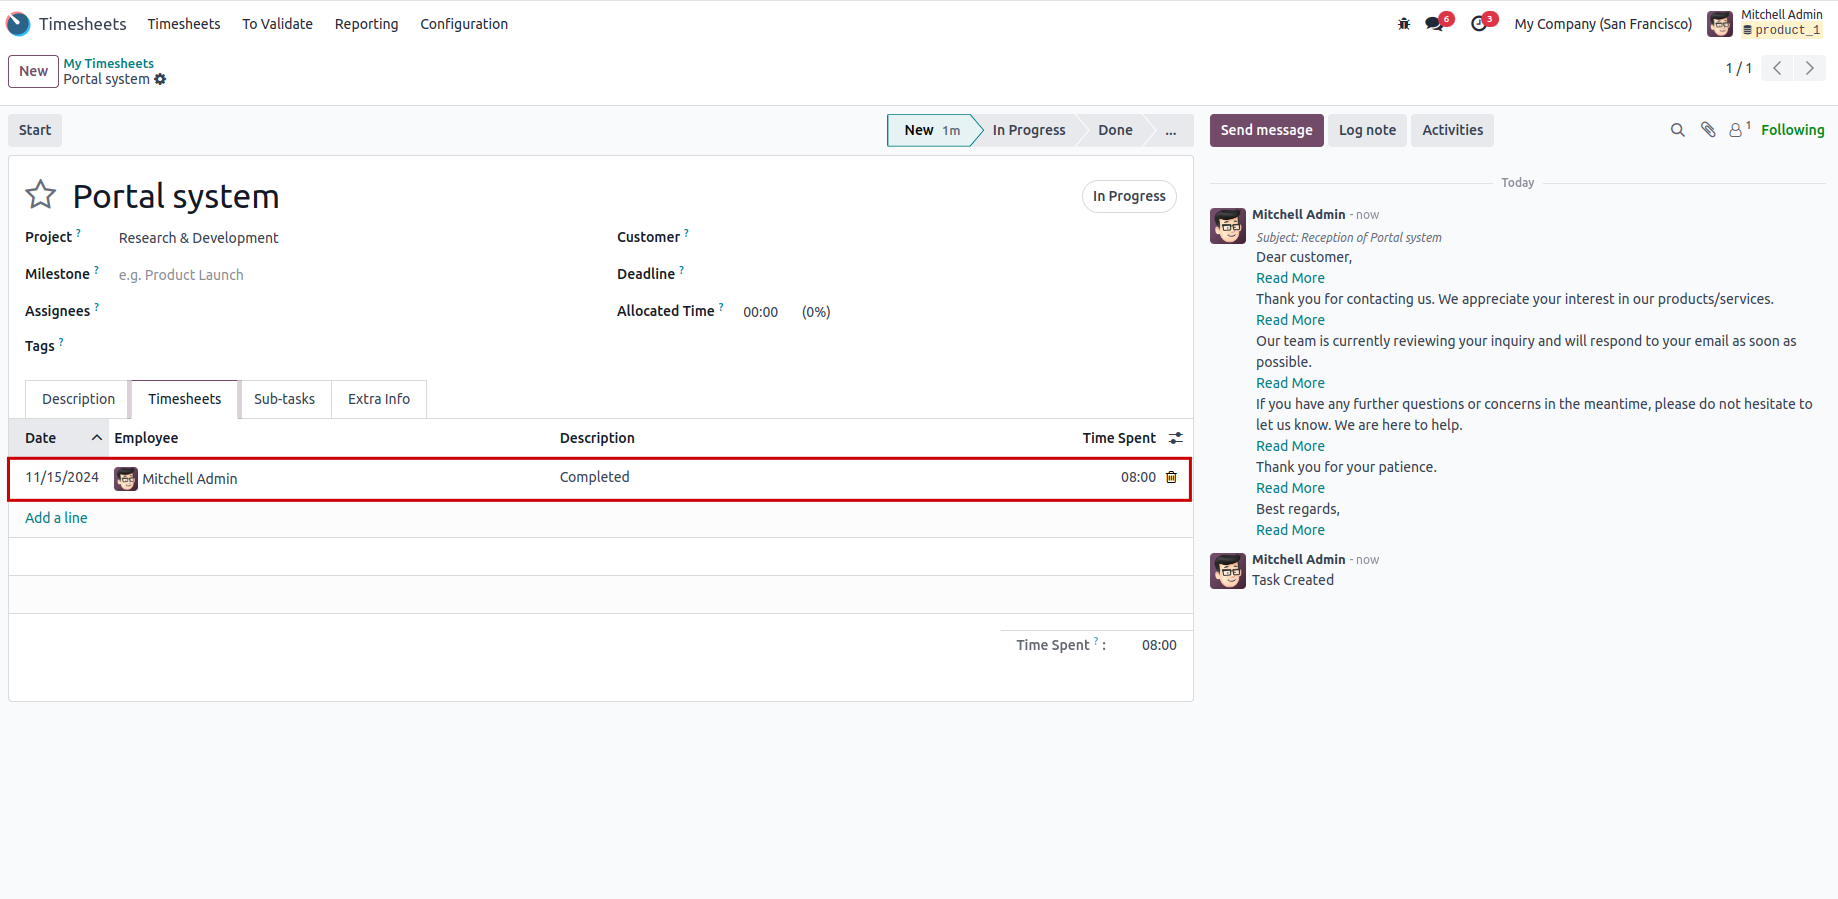 Timesheets Timesheets To Validate Reporting Configuration 6 3 My Company (San Francisco) Mitchell Admin
product_1
New My Timesheets
Portal system 1 / 1
Start New 1m In Progress Done ... Send message Log note Activities 1 Following
Portal system In Progress
Project ? Research & Development Customer ?
Milestone ? e.g. Product Launch Deadline ?
Assignees ? Allocated Time ? 00:00 (0%)
Tags ?
Description Timesheets Sub-tasks Extra Info
Date Employee Description Time Spent
11/15/2024 Mitchell Admin Completed 08:00
Add a line
Time Spent ? : 08:00
Today
Mitchell Admin - now
Subject: Reception of Portal system
Dear customer,
Read More
Thank you for contacting us. We appreciate your interest in our products/services.
Read More
Our team is currently reviewing your inquiry and will respond to your email as soon as
possible.
Read More
If you have any further questions or concerns in the meantime, please do not hesitate to
let us know. We are here to help.
Read More
Thank you for your patience.
Read More
Best regards,
Read More
Mitchell Admin - now
Task Created